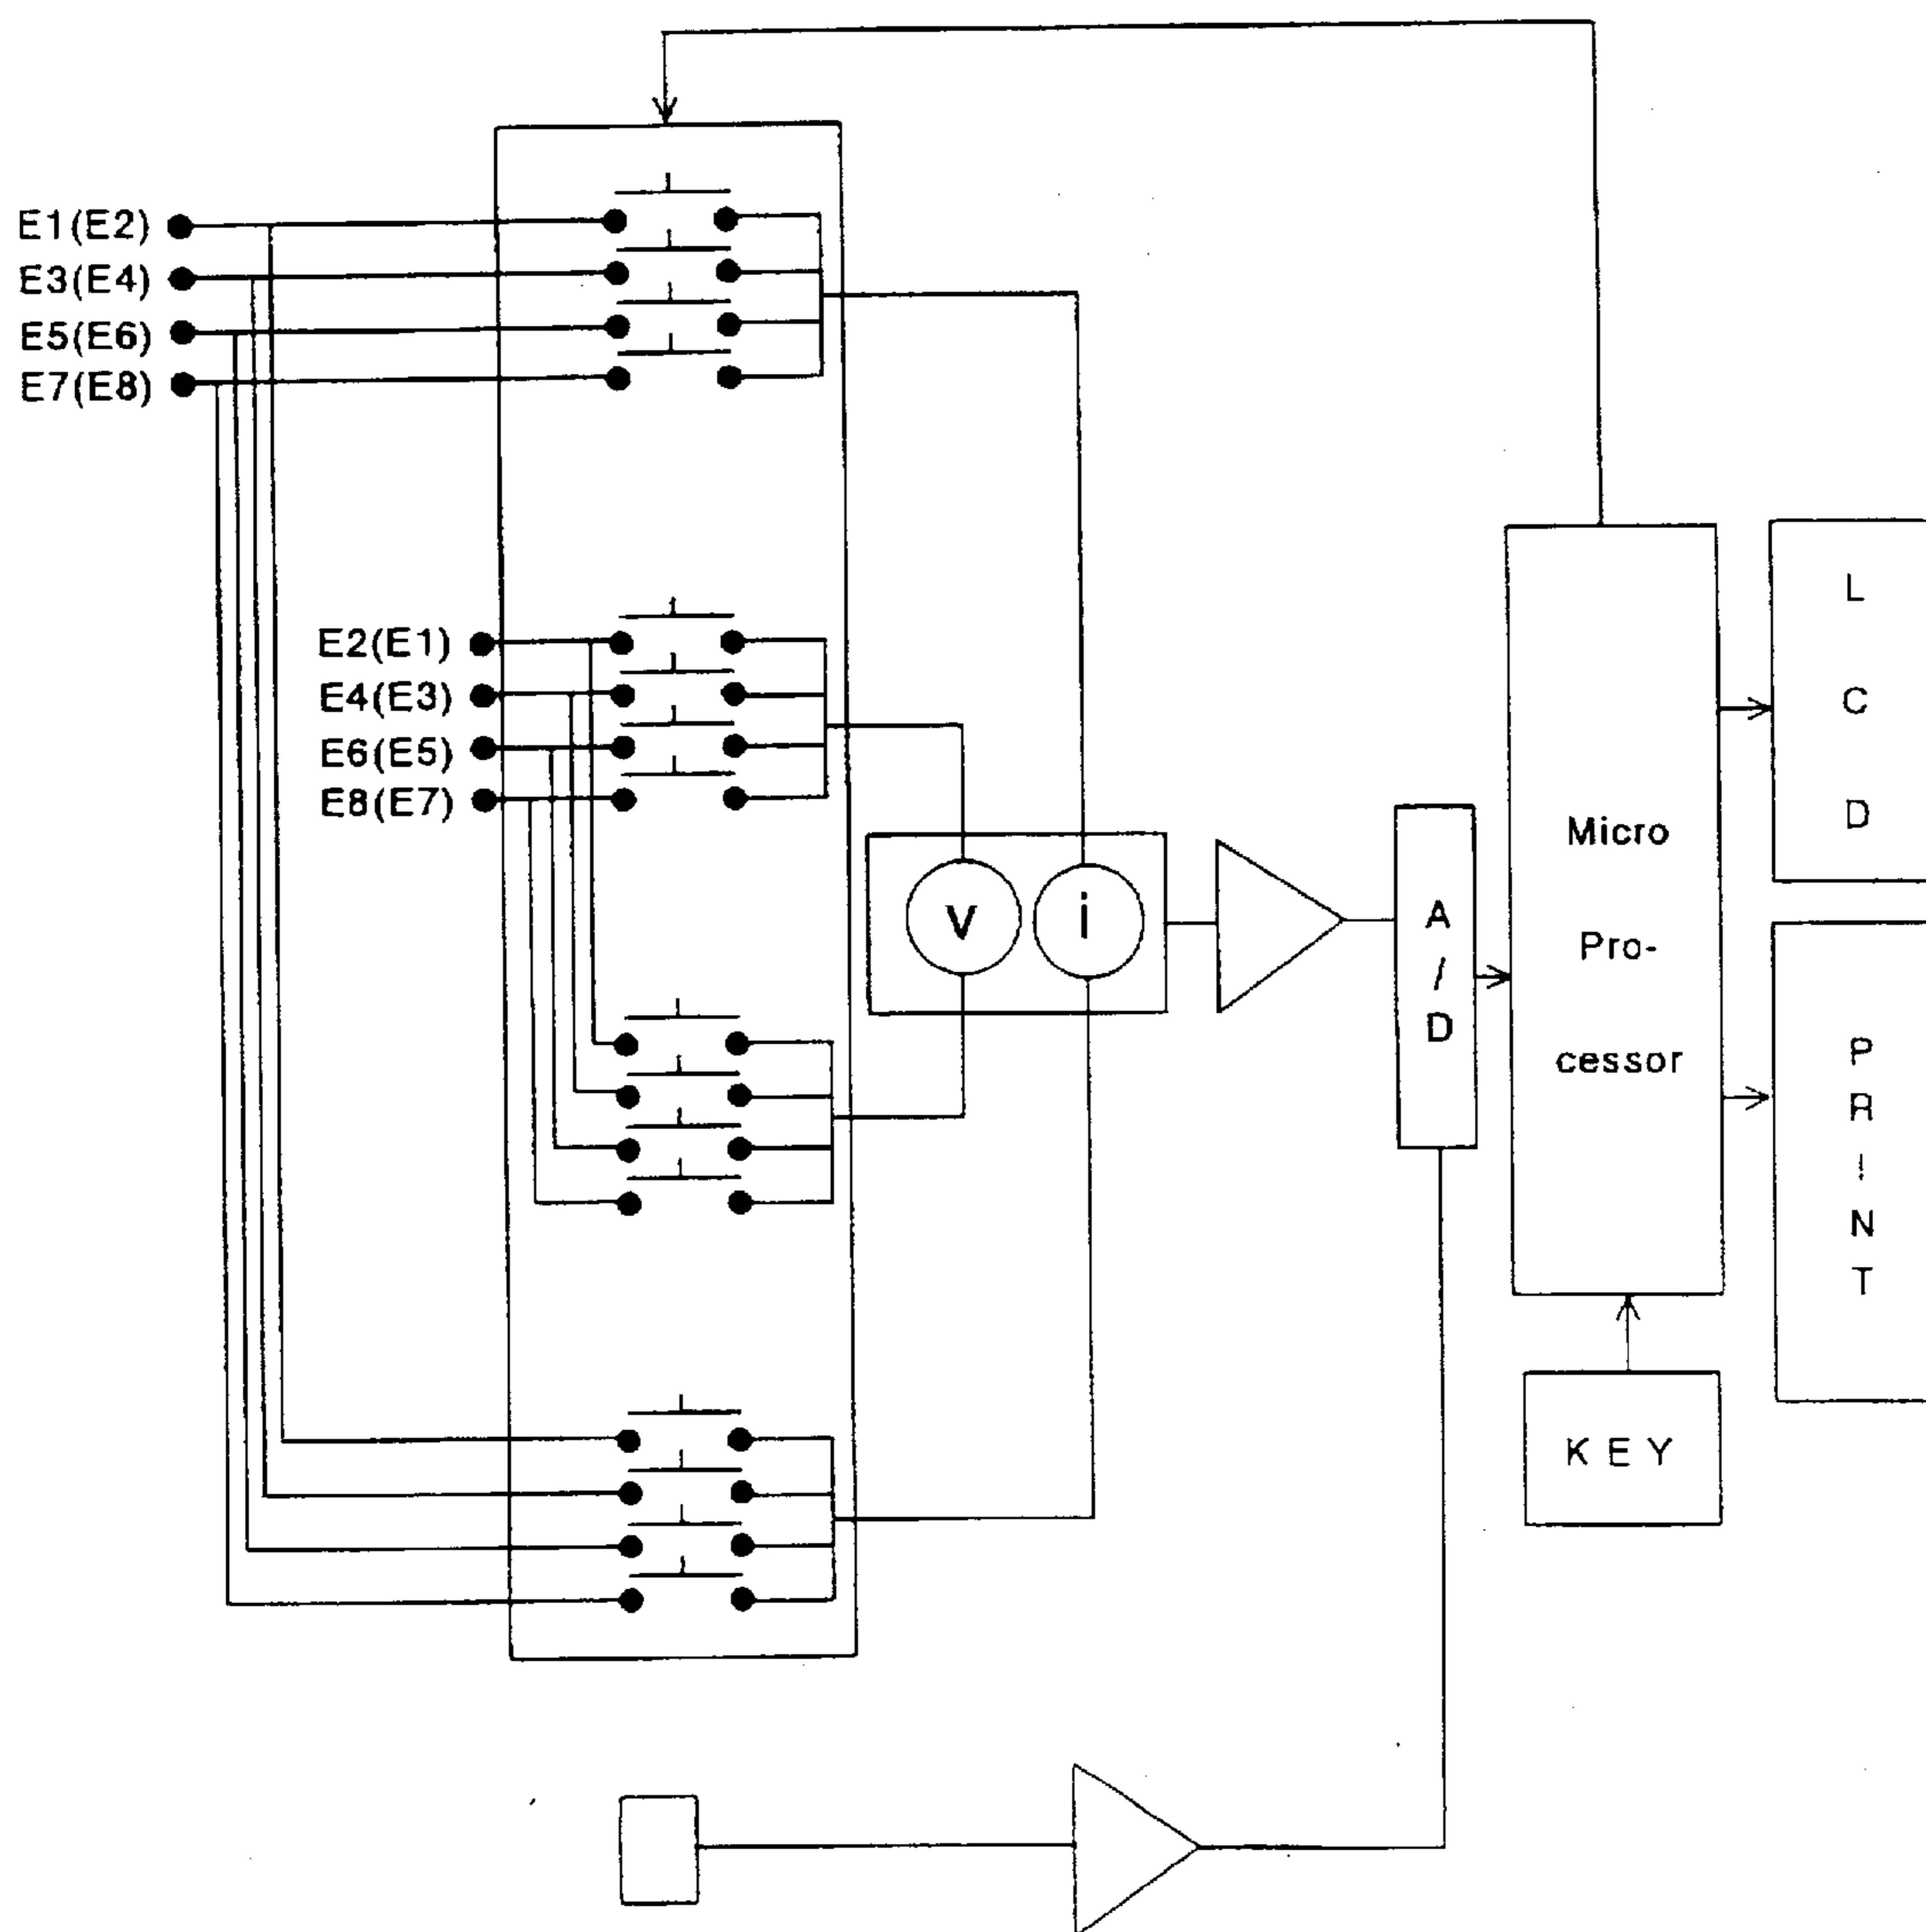 E1(E2)
E3(E4)
E5(E6)
E7(E8)
E2(E1)
E4(E3)
E6(E5)
E8(E7)
v
i
A
/
D
Micro
Pro-
cessor
L
C
D
P
R
I
N
T
KEY